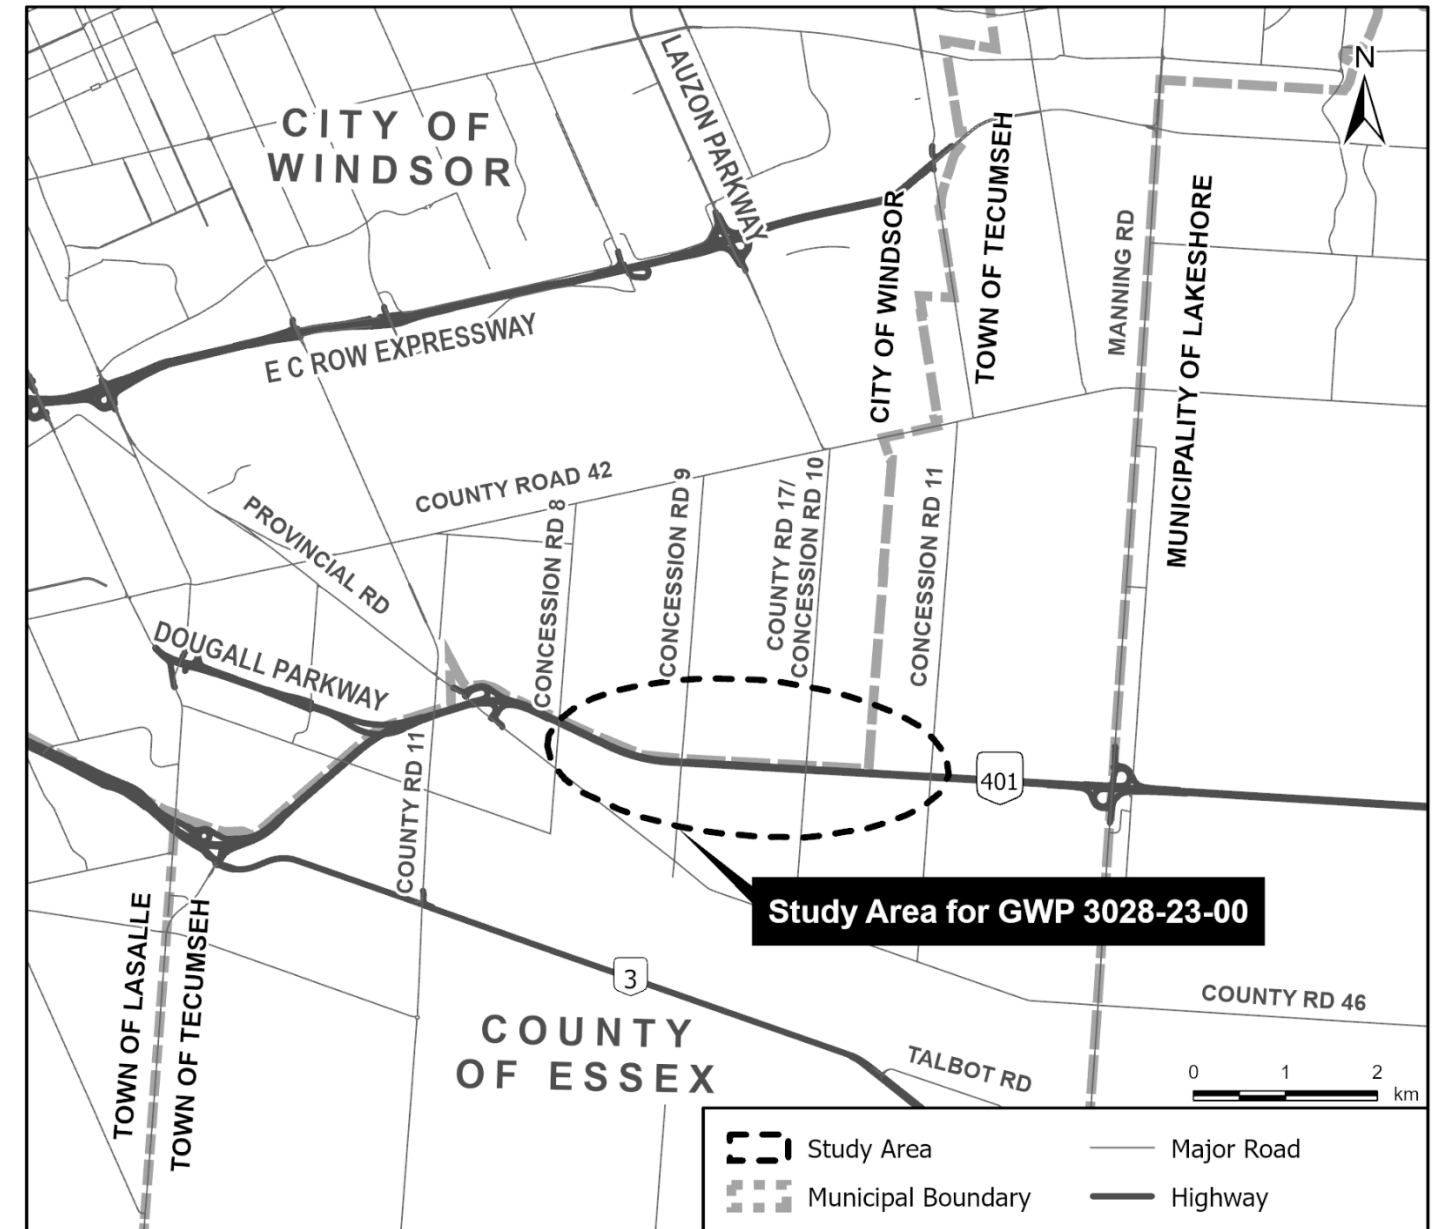 N
CITY OF
WINDSOR
LAUZON PARKWAY
E C ROW EXPRESSWAY
CITY OF WINDSOR
TOWN OF TECUMSEH
MANNING RD
MUNICIPALITY OF LAKESHORE
COUNTY ROAD 42
PROVINCIAL RD
CONCESSION RD 8
CONCESSION RD 9
COUNTY RD 17/
CONCESSION RD 10
CONCESSION RD 11
DOUGALL PARKWAY
COUNTY RD 11
401
Study Area for GWP 3028-23-00
TOWN OF LASALLE
TOWN OF TECUMSEH
3
COUNTY
OF ESSEX
COUNTY RD 46
TALBOT RD
0 1 2
km
Study Area
Major Road
Municipal Boundary
Highway